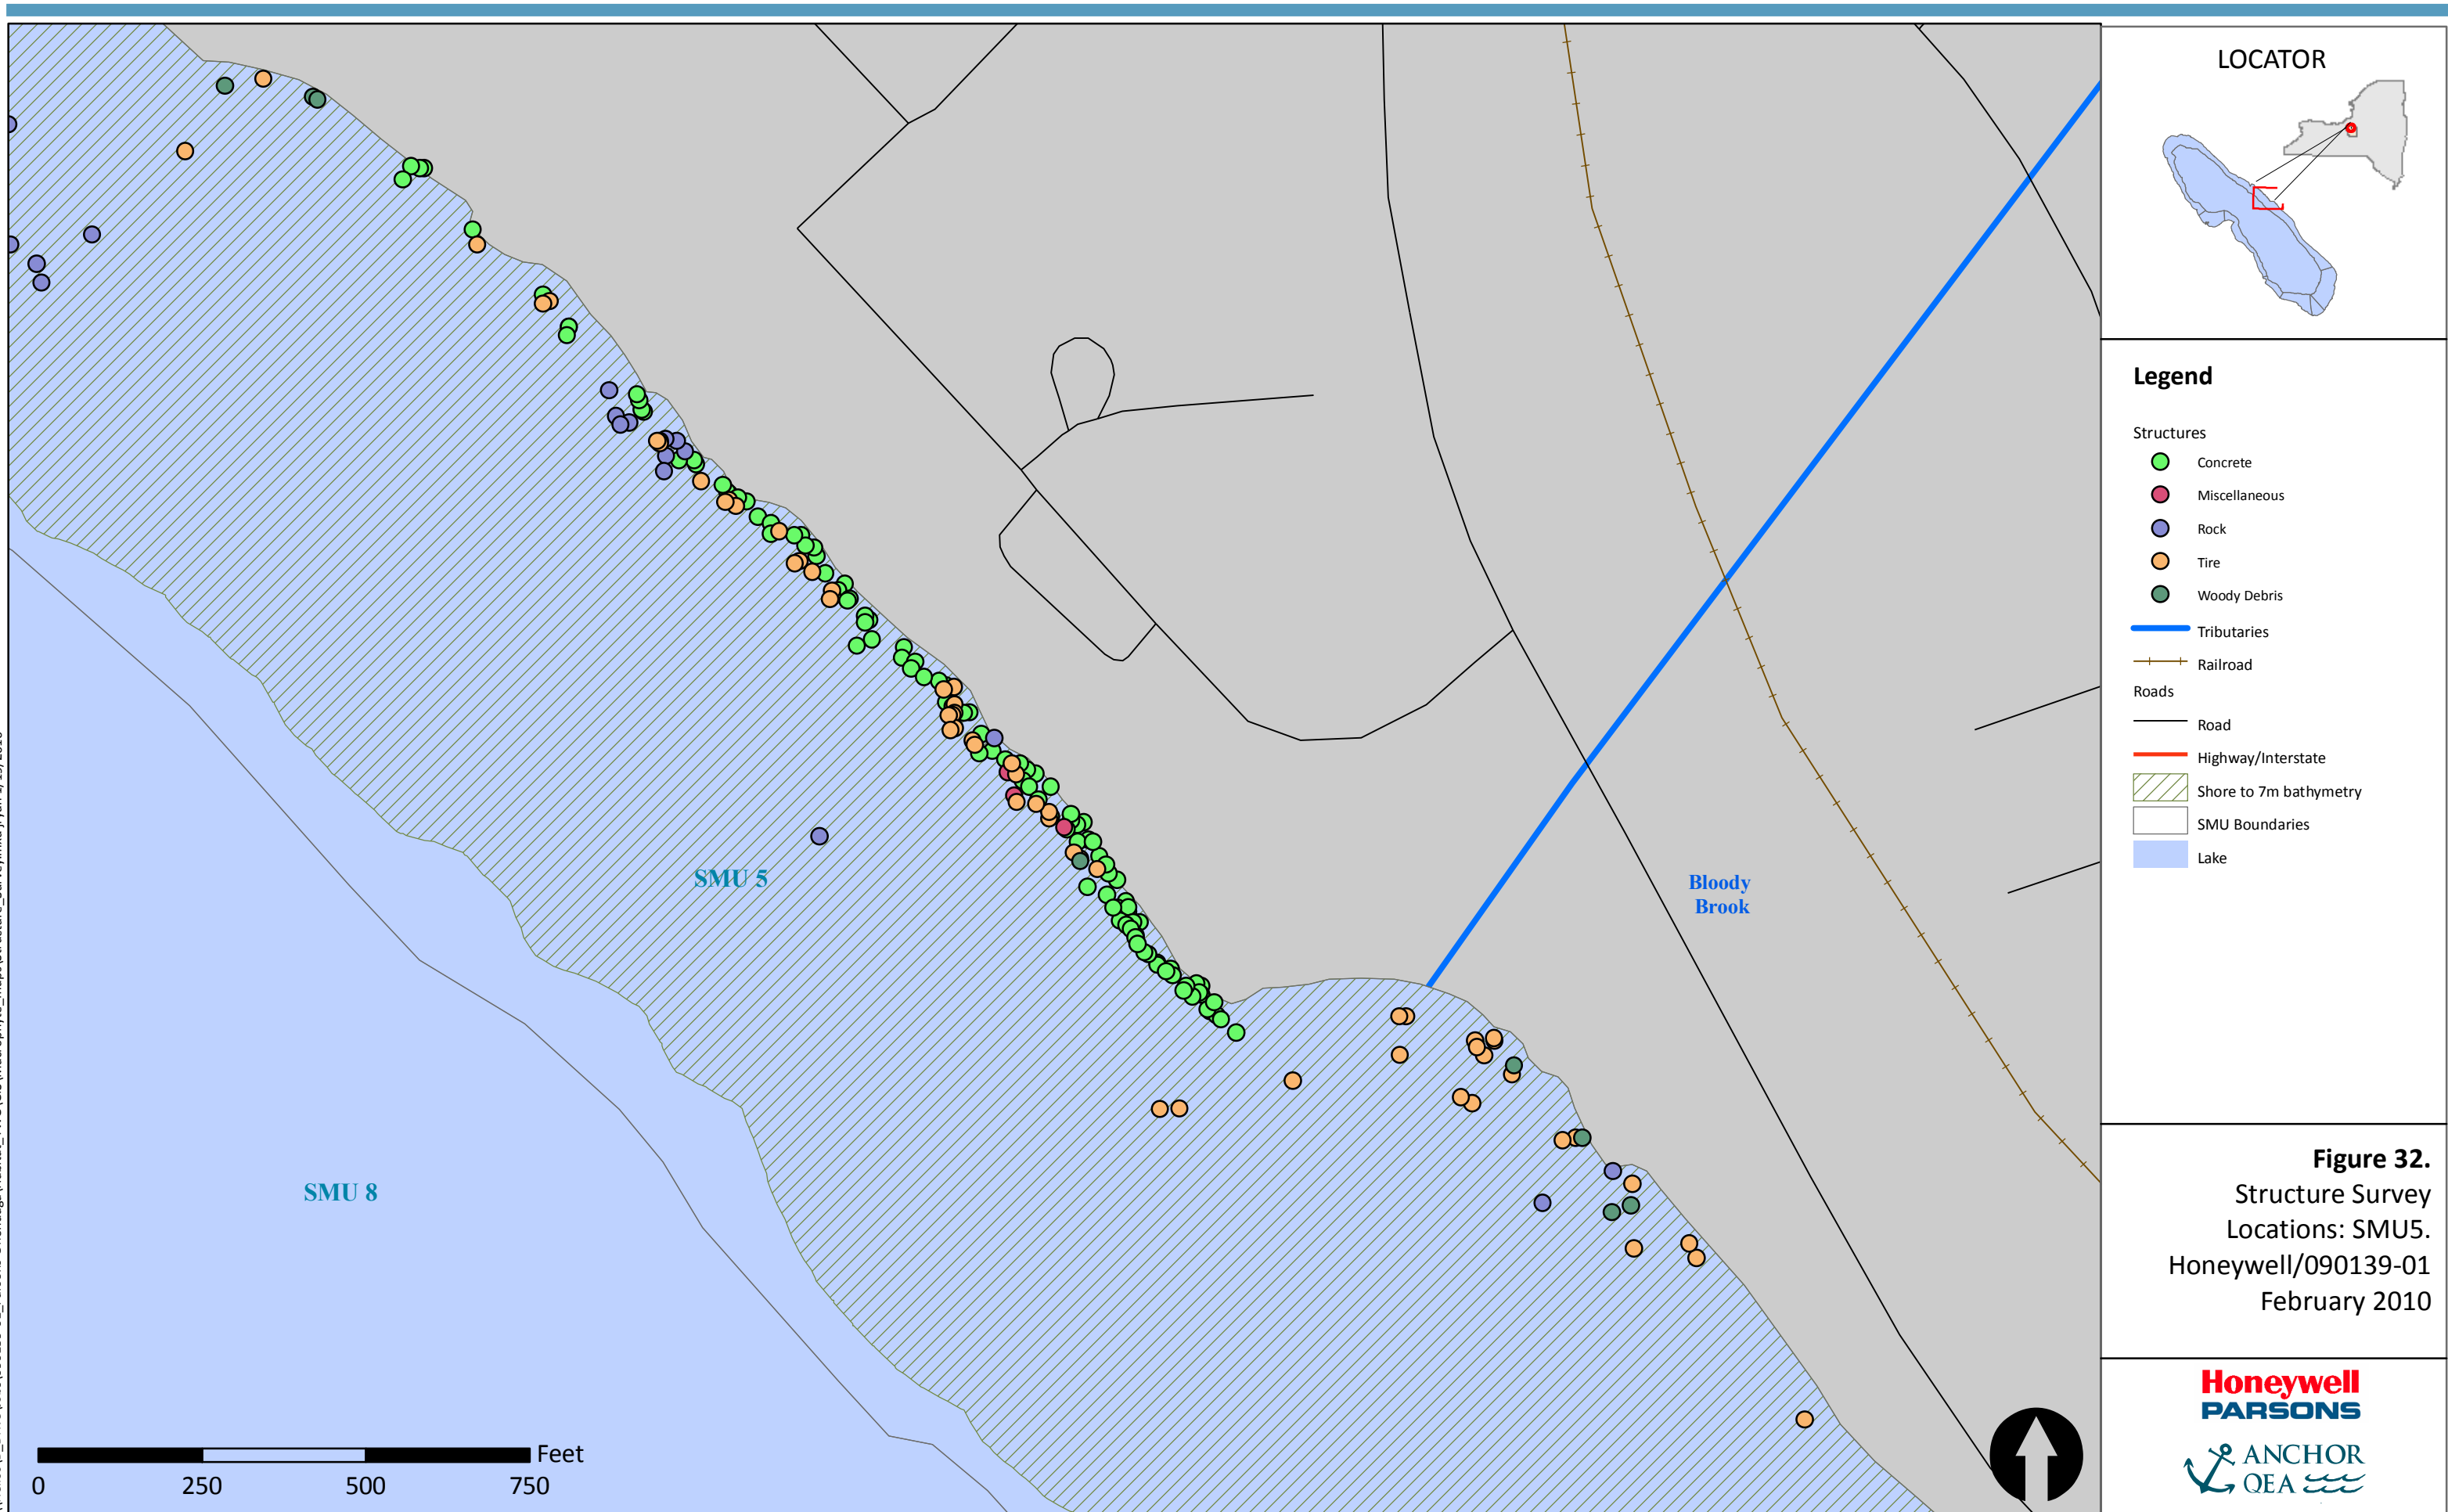 LOCATOR
Legend
Structures
Concrete
Miscellaneous
Rock
Tire
Woody Debris
Tributaries
Railroad
Roads
Road
Highway/Interstate
Shore to 7m bathymetry
SMU Boundaries
Lake
SMU 5
Bloody
Brook
SMU 8
Feet
0 250 500 750
Figure 32.
Structure Survey
Locations: SMU5.
Honeywell/090139-01
February 2010
Honeywell
PARSONS
ANCHOR
QEA